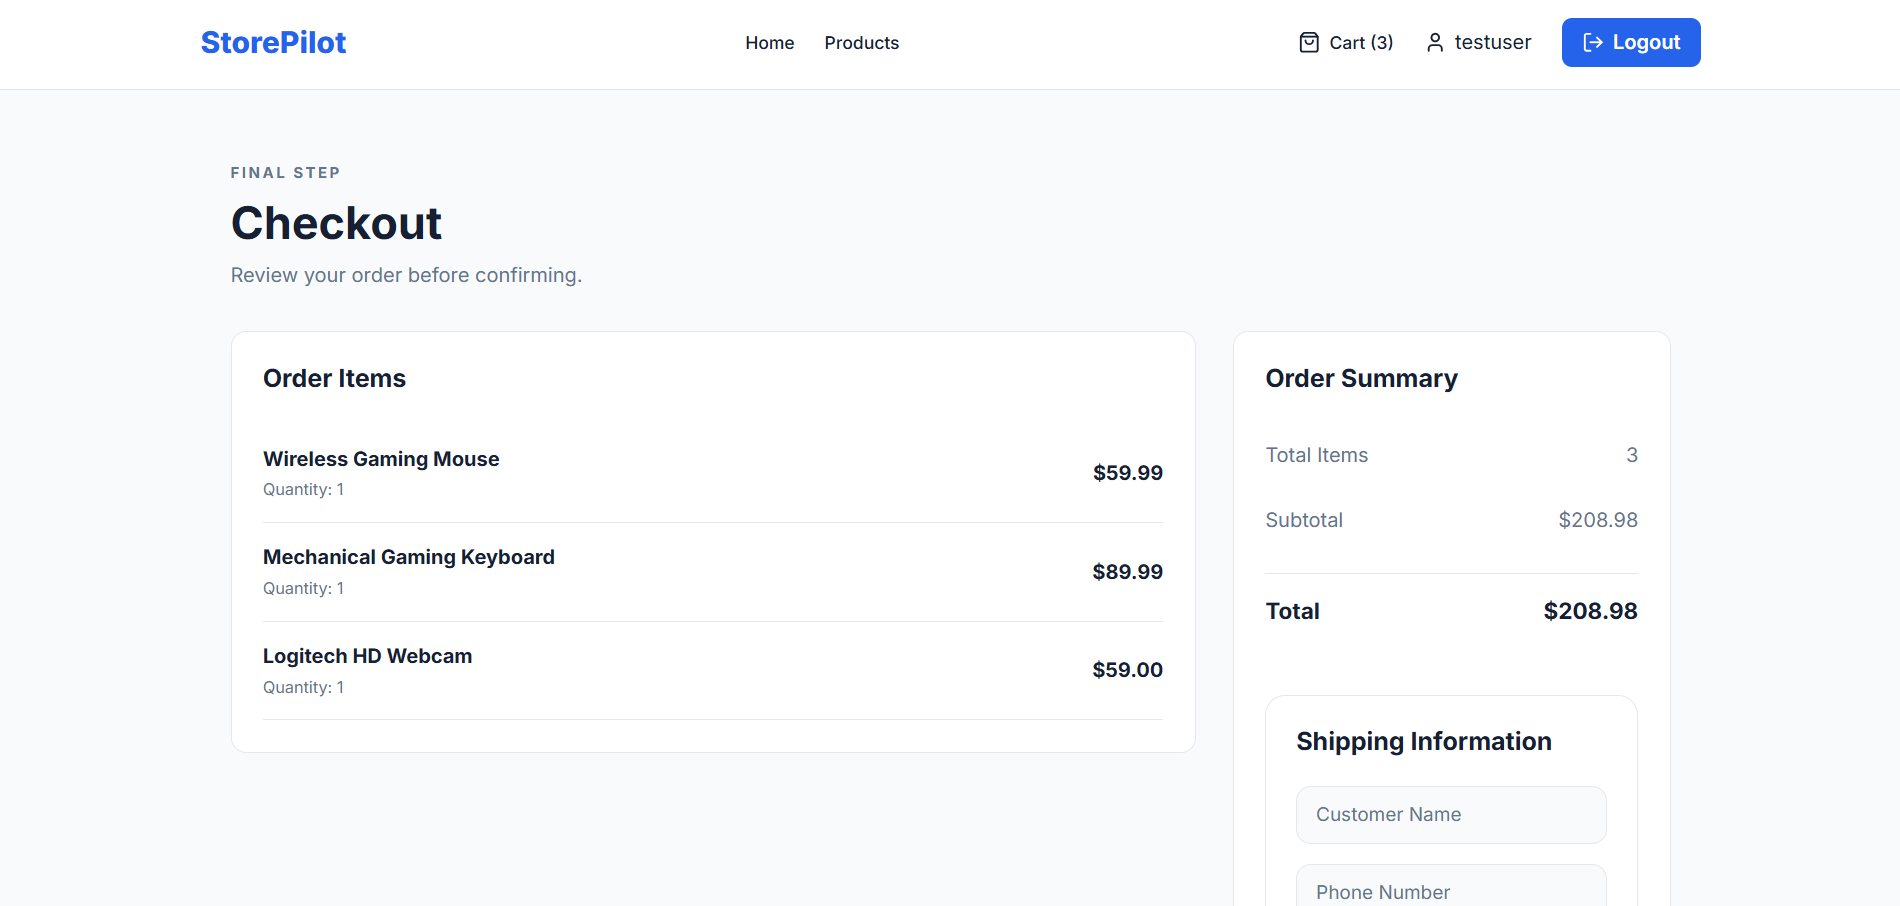 StorePilot
Home
Products
Cart (3)
testuser
Logout
FINAL STEP
Checkout
Review your order before confirming.
Order Items
Wireless Gaming Mouse
Quantity: 1
$59.99
Mechanical Gaming Keyboard
Quantity: 1
$89.99
Logitech HD Webcam
Quantity: 1
$59.00
Order Summary
Total Items 3
Subtotal $208.98
Total $208.98
Shipping Information
Customer Name
Phone Number